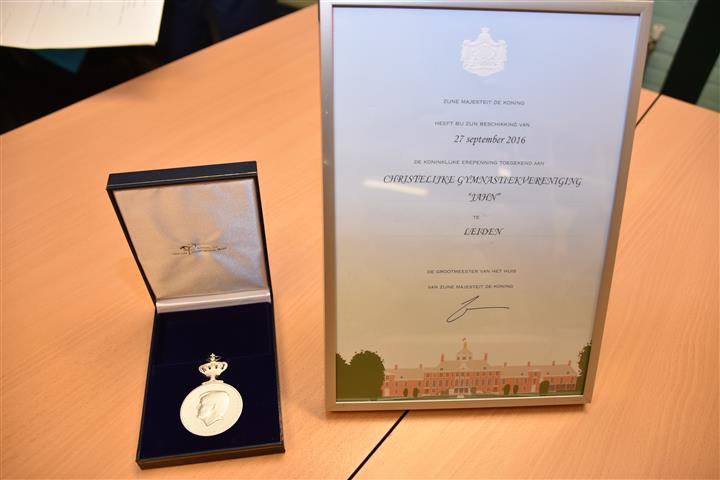 ZIJNE MAJESTEIT DE KONING
HEEFT BIJ ZIJN BESCHIKKING VAN
27 september 2016
DE KONINKLIJKE EREPENNING TOEGEKEND AAN
CHRISTELIJKE GYMNASTIEKVERENIGING
"JAHN"
TE
LEIDEN
DE GROOTMEESTER VAN HET HUIS
VAN ZIJNE MAJESTEIT DE KONING